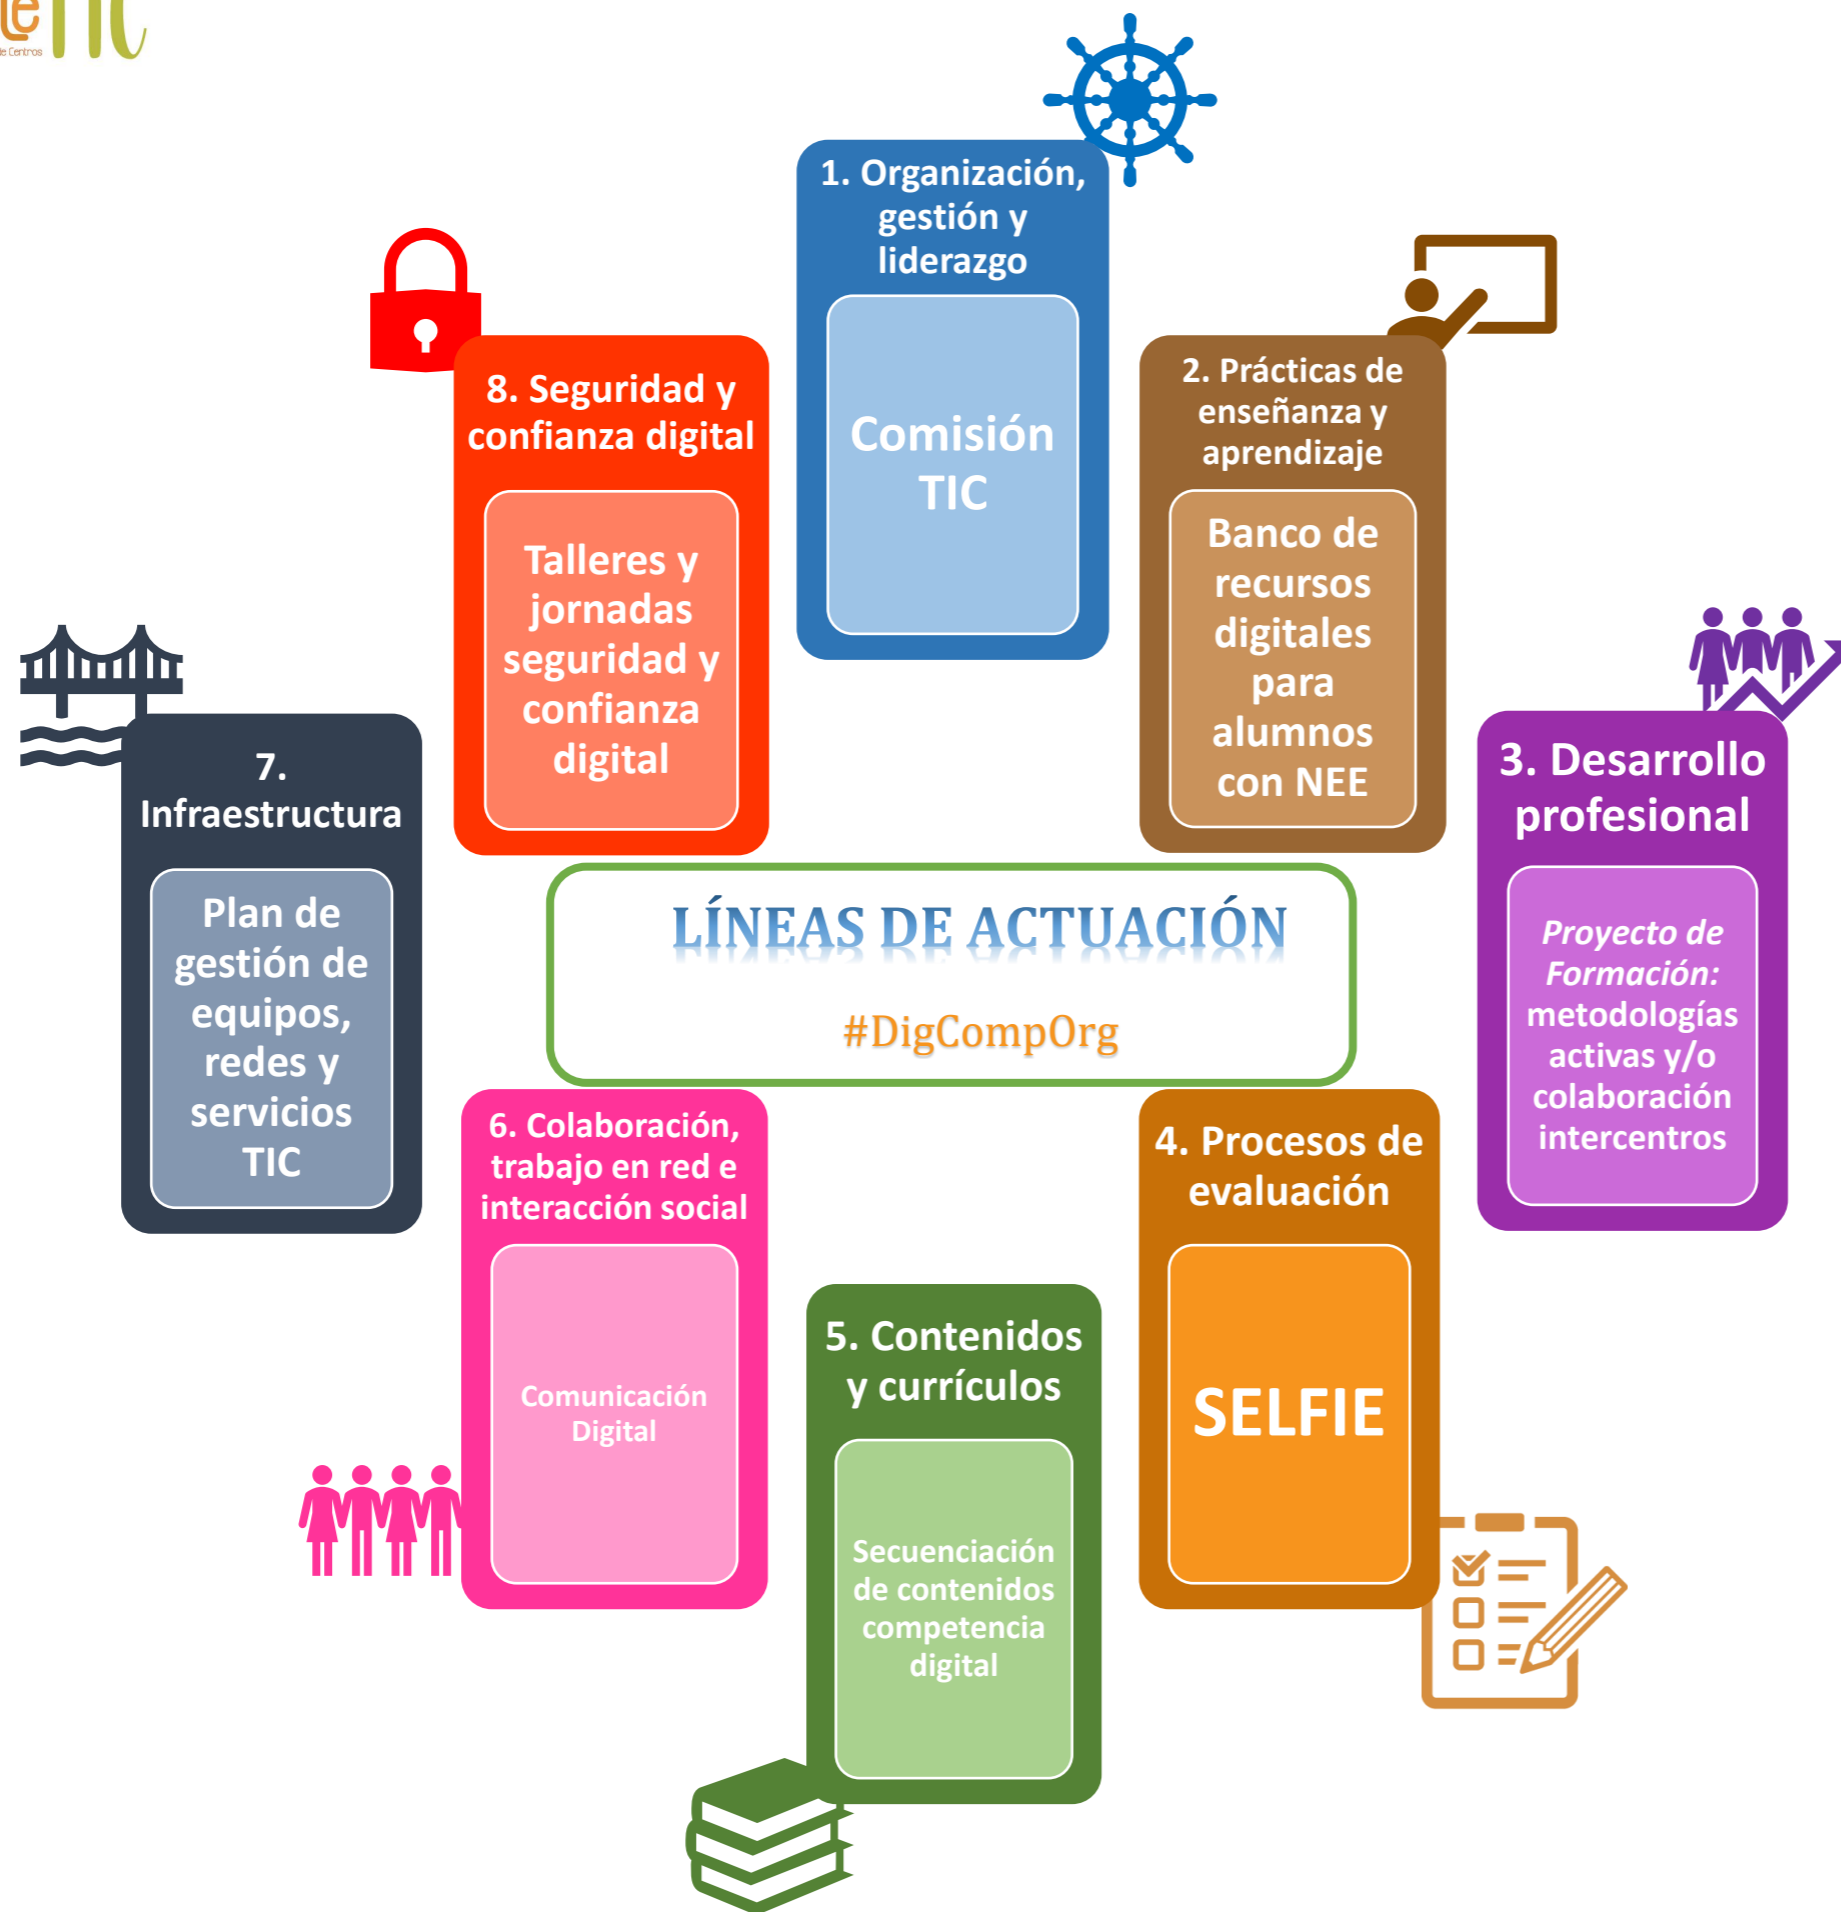 TIC
de Centros
1. Organización,
gestión y
liderazgo
Comisión
TIC
2. Prácticas de
enseñanza y
aprendizaje
Banco de
recursos
digitales
para
alumnos
con NEE
3. Desarrollo
profesional
Proyecto de
Formación:
metodologías
activas y/o
colaboración
intercentros
4. Procesos de
evaluación
SELFIE
5. Contenidos
y currículos
Secuenciación
de contenidos
competencia
digital
6. Colaboración,
trabajo en red e
interacción social
Comunicación
Digital
7.
Infraestructura
Plan de
gestión de
equipos,
redes y
servicios
TIC
8. Seguridad y
confianza digital
Talleres y
jornadas
seguridad y
confianza
digital
LÍNEAS DE ACTUACIÓN
#DigCompOrg